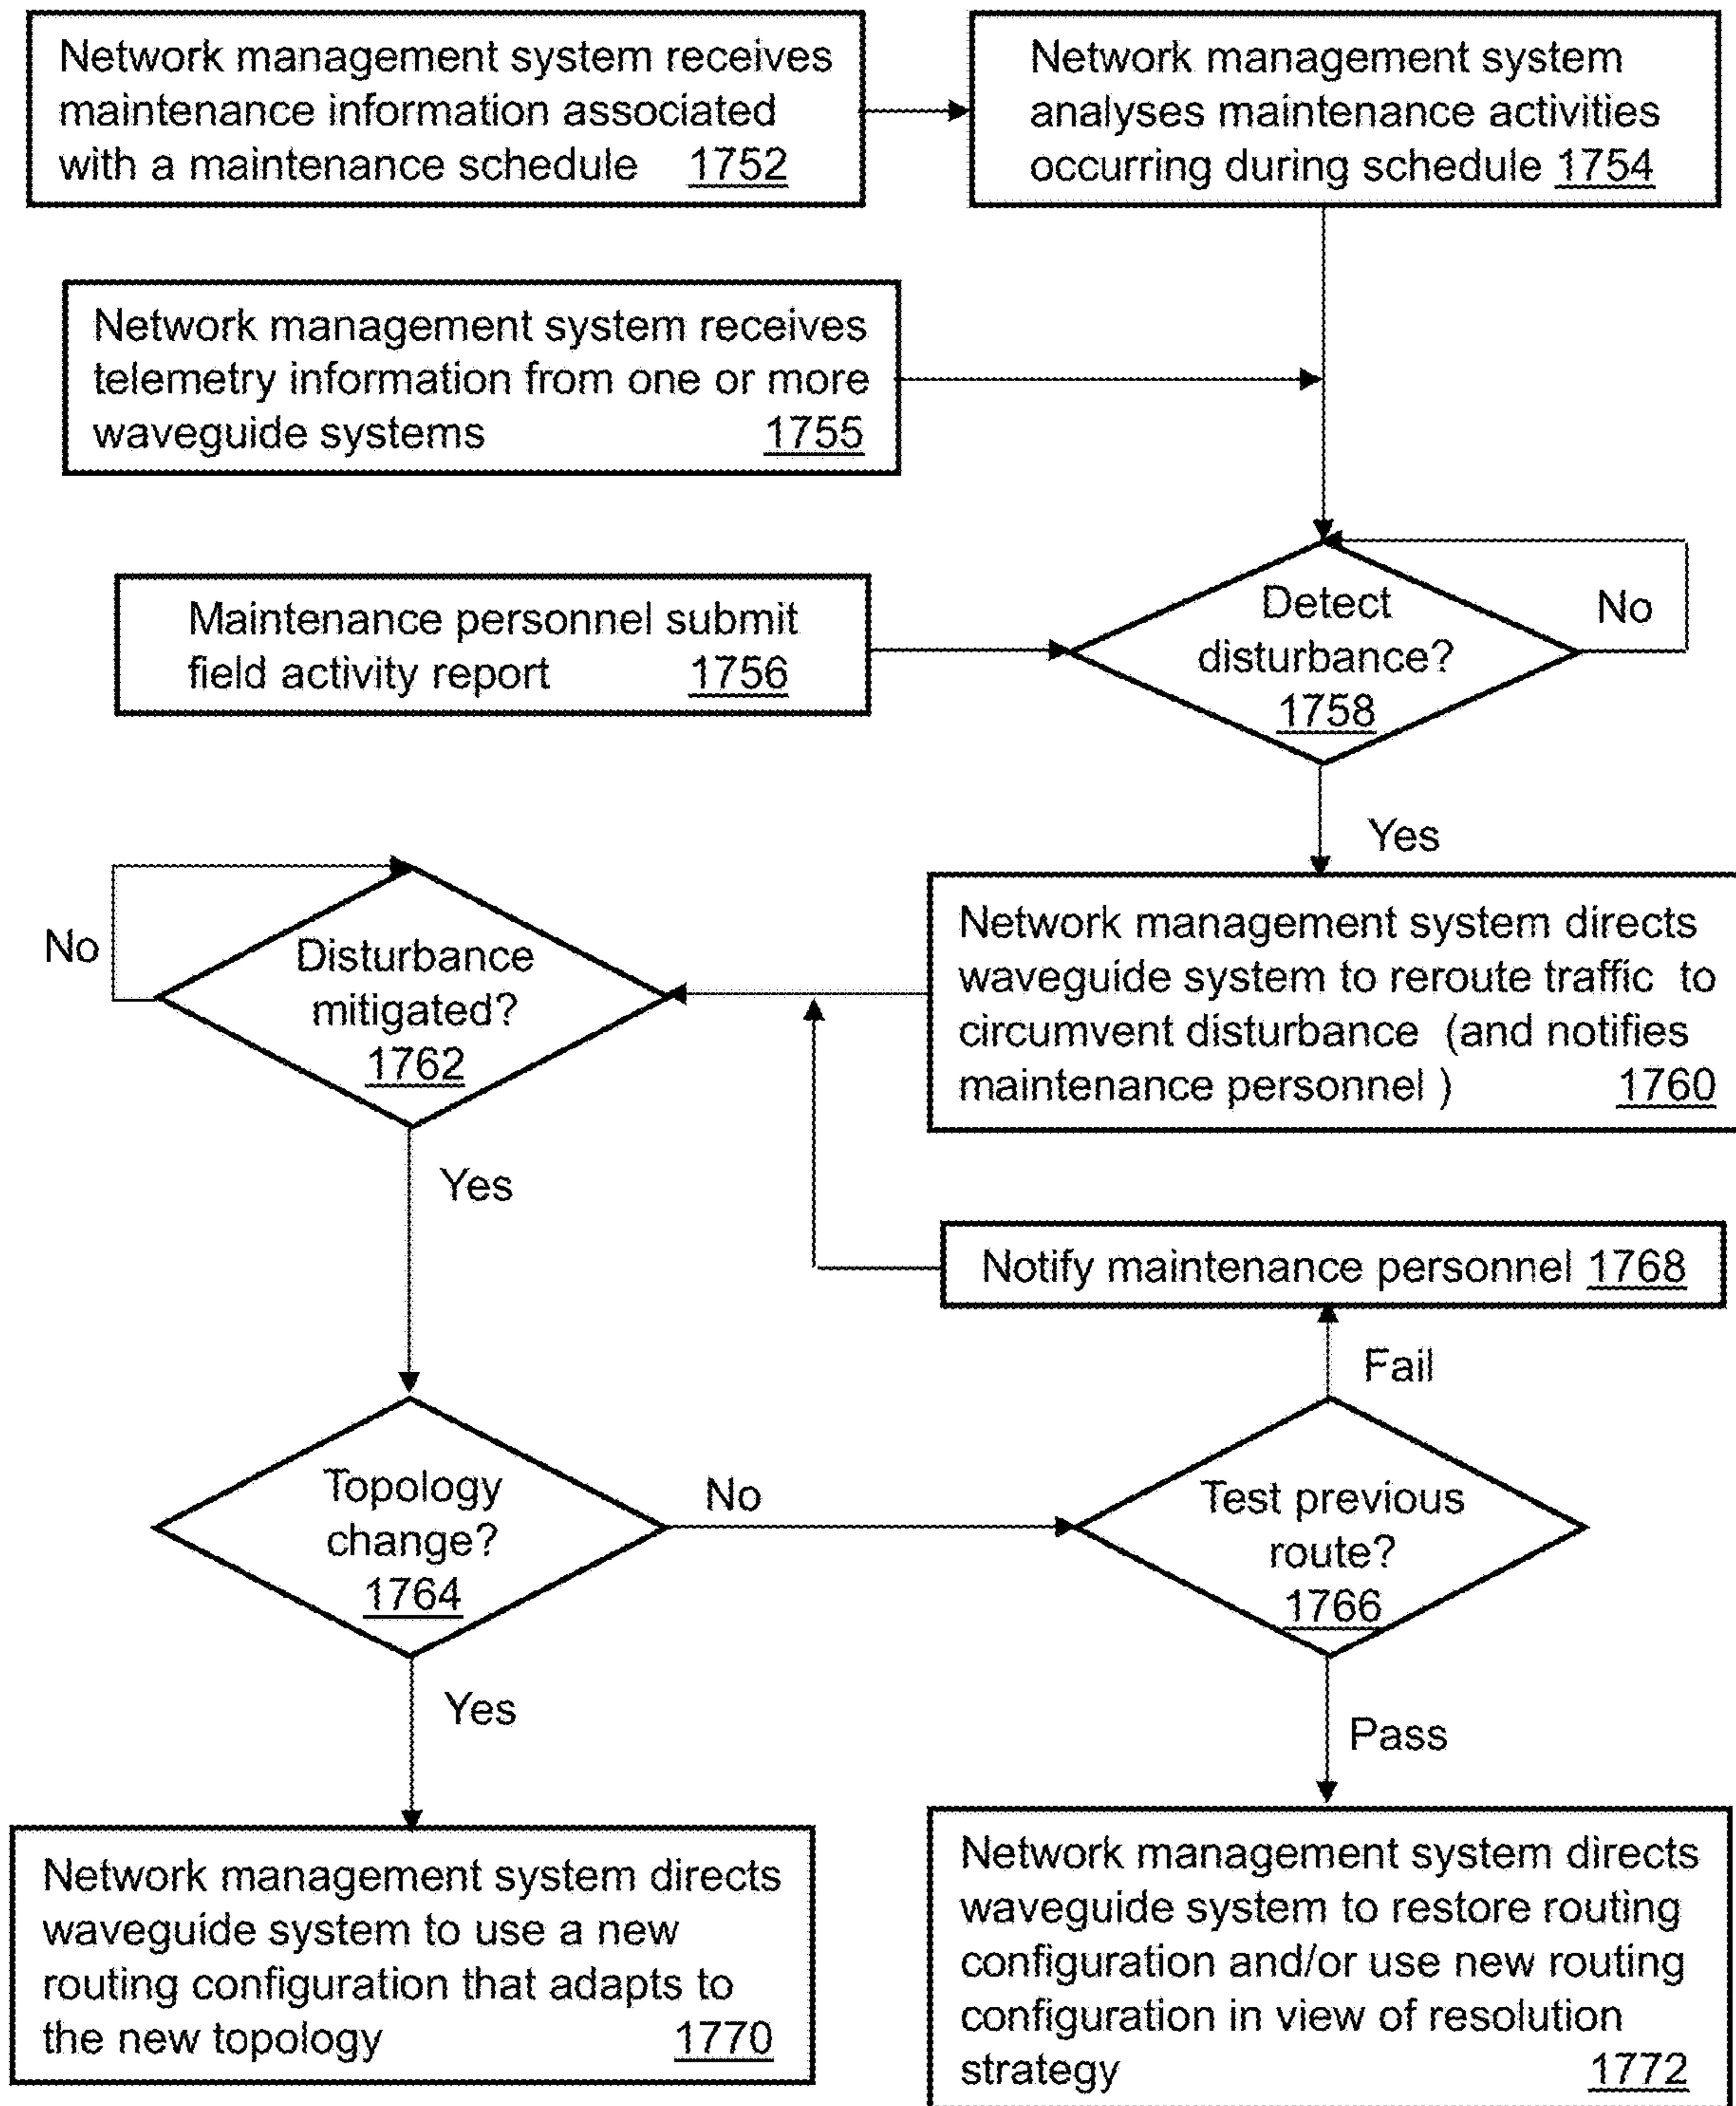 Network management system receives
maintenance information associated
with a maintenance schedule 1752
Network management system
analyses maintenance activities
occurring during schedule 1754
Network management system receives
telemetry information from one or more
waveguide systems 1755
Maintenance personnel submit
field activity report 1756
Detect
disturbance?
1758
No
Yes
Network management system directs
waveguide system to reroute traffic to
circumvent disturbance (and notifies
maintenance personnel ) 1760
Disturbance
mitigated?
1762
No
Yes
Notify maintenance personnel 1768
Fail
Topology
change?
1764
No
Test previous
route?
1766
Yes
Pass
Network management system directs
waveguide system to use a new
routing configuration that adapts to
the new topology 1770
Network management system directs
waveguide system to restore routing
configuration and/or use new routing
configuration in view of resolution
strategy 1772